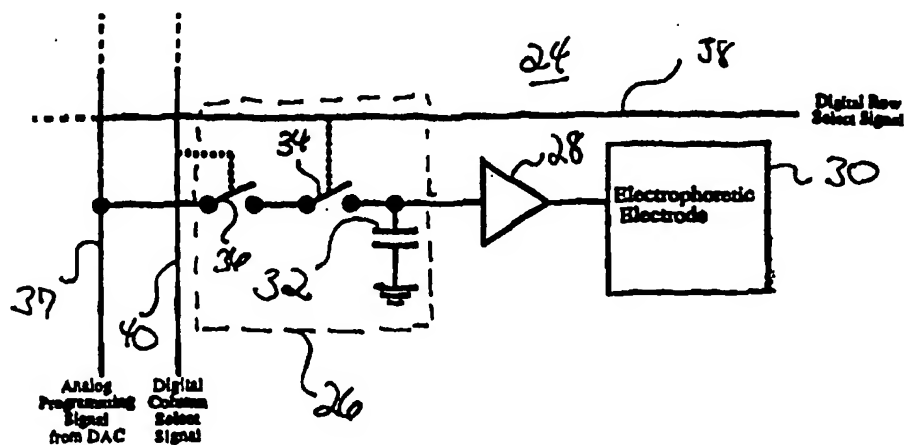 24
38
Digital Row
Select Signal
34
28
Electrophoretic
Electrode
30
36
32
37
40
26
Analog
Programming
Signal
from DAC
Digital
Column
Select
Signal